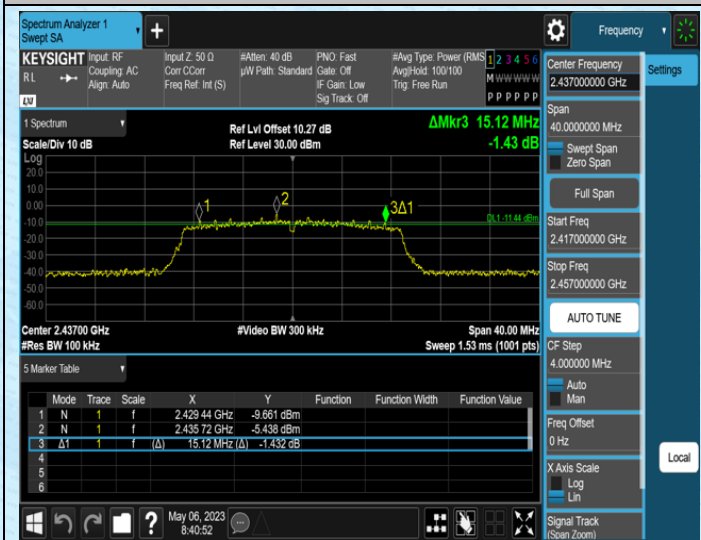 Spectrum Analyzer 1
Swept SA
+
Frequency
KEYSIGHT
RL
LXI
Input: RF
Coupling: AC
Align: Auto
Input Z: 50 Ω
Corr CCorr
Freq Ref: Int (S)
#Atten: 40 dB
µW Path: Standard
PNO: Fast
Gate: Off
IF Gain: Low
Sig Track: Off
#Avg Type: Power (RMS
Avg|Hold: 100/100
Trig: Free Run
1 2 3 4 5 6
M W W W W W
P P P P P P
1 Spectrum
Scale/Div 10 dB
Ref Lvl Offset 10.27 dB
Ref Level 30.00 dBm
ΔMkr3 15.12 MHz
-1.43 dB
Log
20.0
10.0
0.00
-10.0
-20.0
-30.0
-40.0
-50.0
-60.0
1
2
3Δ1
DL1 -11.44 dBm
Center 2.43700 GHz
#Video BW 300 kHz
Span 40.00 MHz
#Res BW 100 kHz
Sweep 1.53 ms (1001 pts)
5 Marker Table
Mode Trace Scale X Y Function Function Width Function Value
1 N 1 f 2.429 44 GHz -9.661 dBm
2 N 1 f 2.435 72 GHz -5.438 dBm
3 Δ1 1 f (Δ) 15.12 MHz (Δ) -1.432 dB
4
5
6
May 06, 2023
8:40:52
Center Frequency
2.437000000 GHz
Settings
Span
40.0000000 MHz
Swept Span
Zero Span
Full Span
Start Freq
2.417000000 GHz
Stop Freq
2.457000000 GHz
AUTO TUNE
CF Step
4.000000 MHz
Auto
Man
Freq Offset
0 Hz
X Axis Scale
Log
Lin
Local
Signal Track
(Span Zoom)